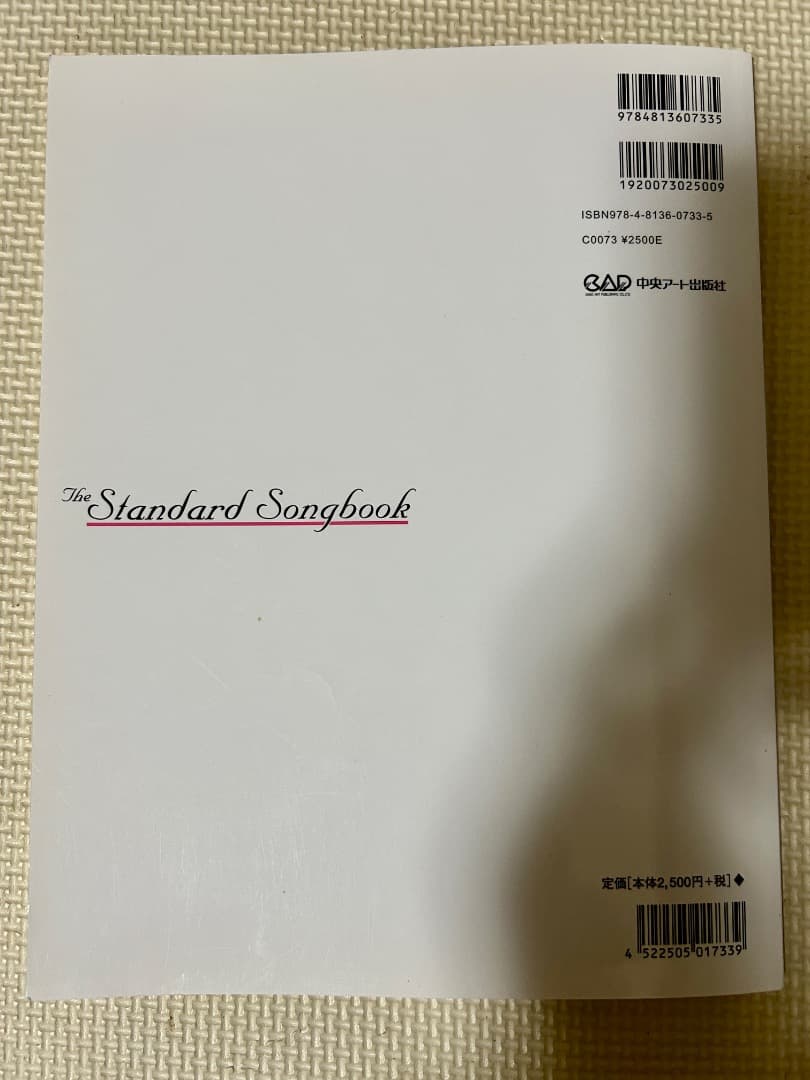 9784813607335
1920073025009
ISBN978-4-8136-0733-5
C0073 ¥2500E
CAP 中央アート出版社
The Standard Songbook
定価[本体2,500円+税]◆
4 522505 017339